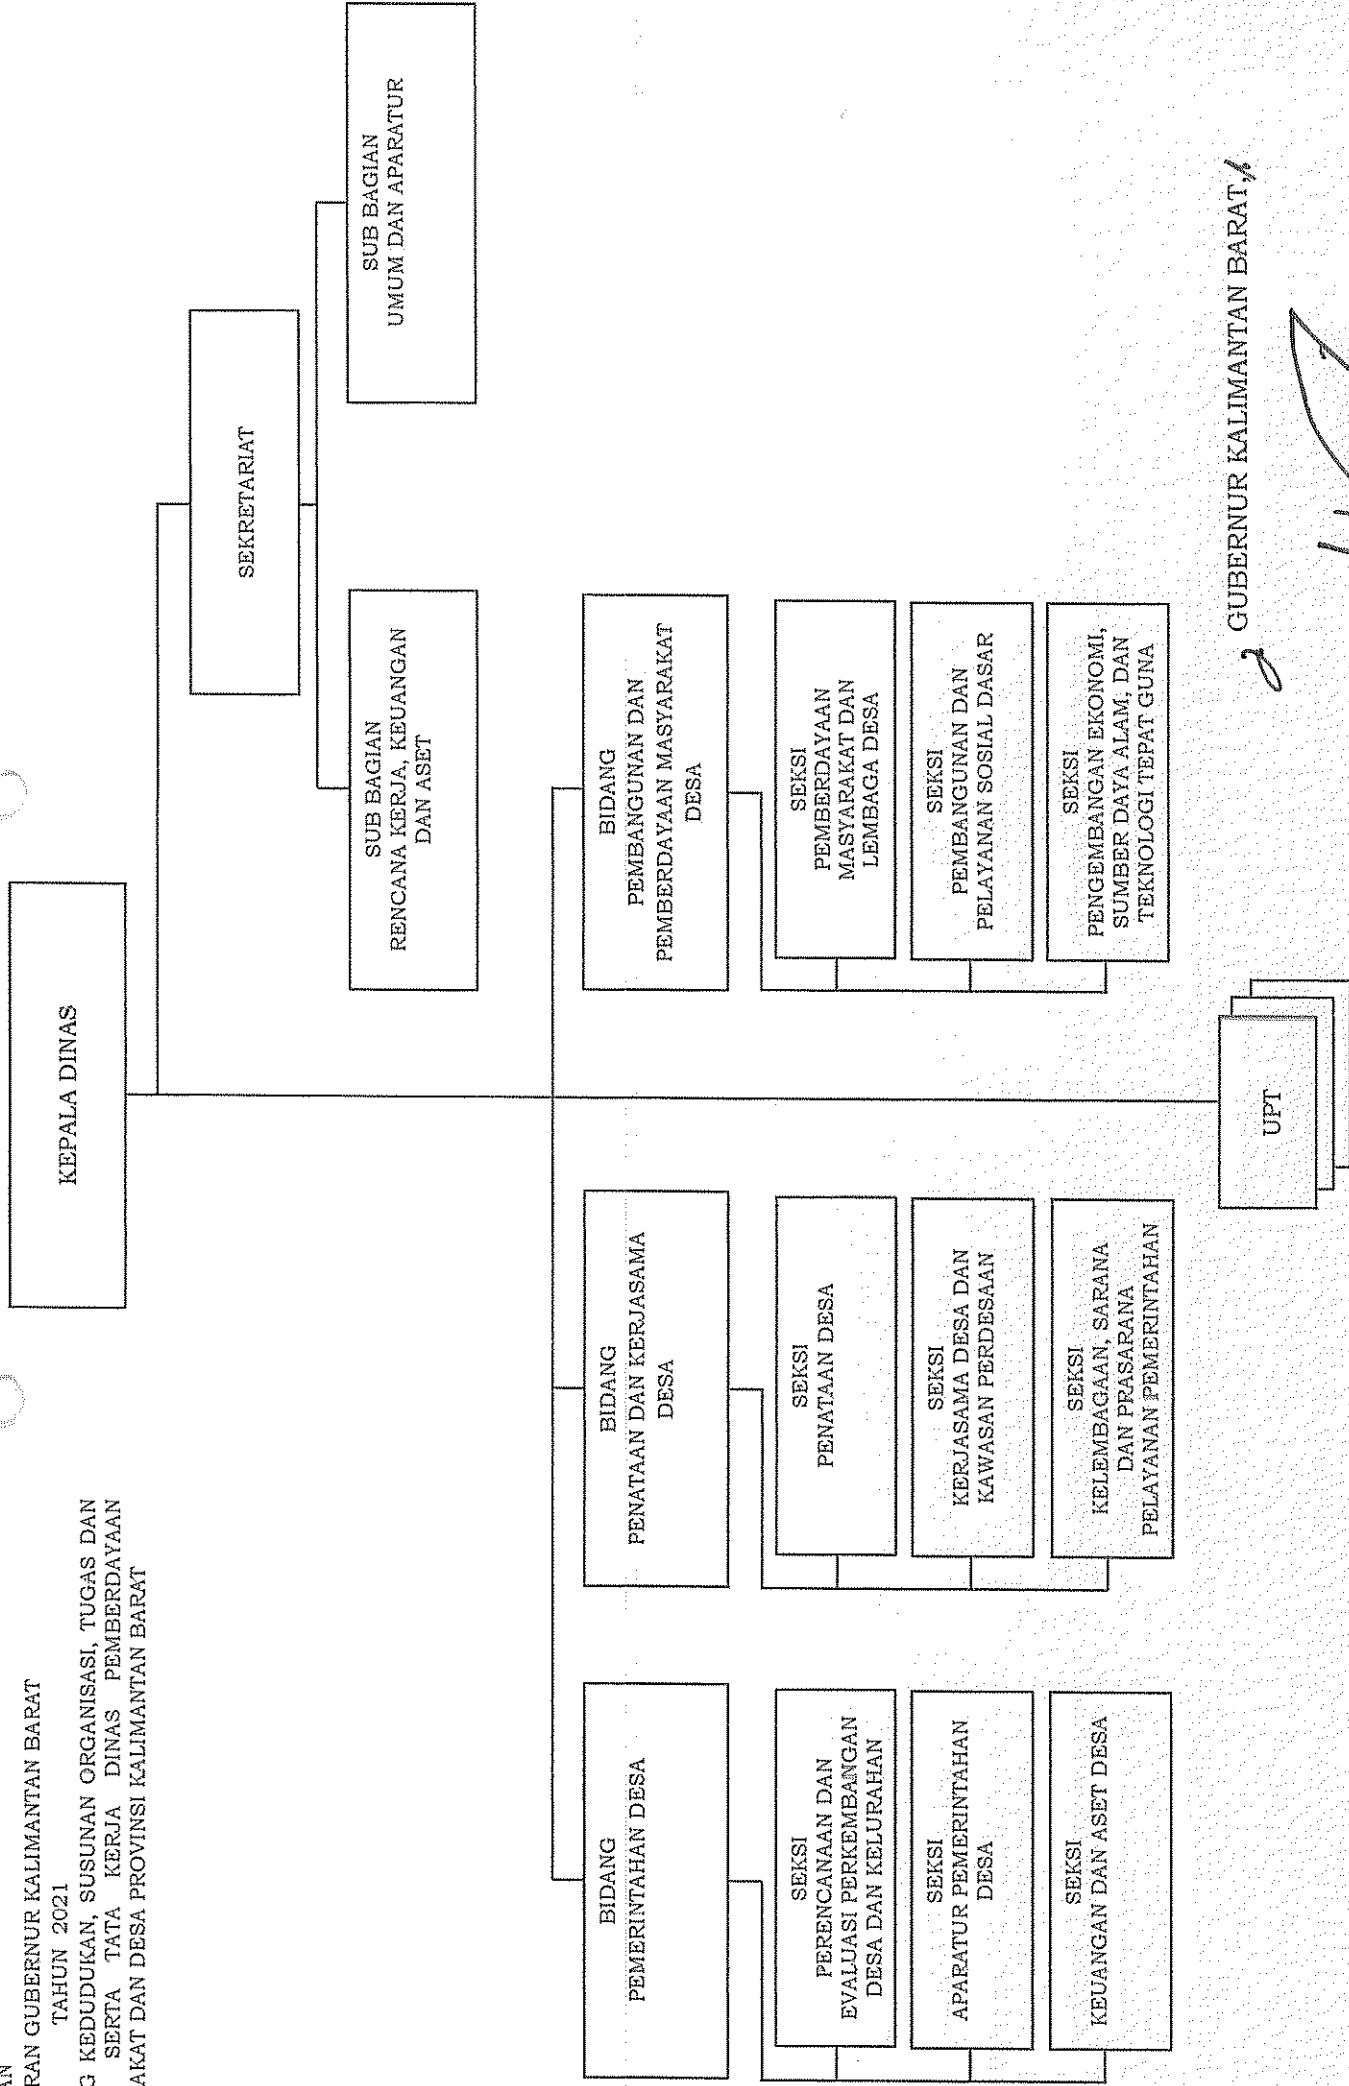 AN
RAN GUBERNUR KALIMANTAN BARAT
TAHUN 2021
G KEDUDUKAN, SUSUNAN ORGANISASI, TUGAS DAN
SERTA TATA KERJA DINAS PEMBERDAYAAN
AKAT DAN DESA PROVINSI KALIMANTAN BARAT
KEPALA DINAS
SEKRETARIAT
SUB BAGIAN
RENCANA KERJA, KEUANGAN
DAN ASET
SUB BAGIAN
UMUM DAN APARATUR
BIDANG
PEMERINTAHAN DESA
SEKSI
PERENCANAAN DAN
EVALUASI PERKEMBANGAN
DESA DAN KELURAHAN
SEKSI
APARATUR PEMERINTAHAN
DESA
SEKSI
KEUANGAN DAN ASET DESA
BIDANG
PENATAAN DAN KERJASAMA
DESA
SEKSI
PENATAAN DESA
SEKSI
KERJASAMA DESA DAN
KAWASAN PERDESAAN
SEKSI
KELEMBAGAAN, SARANA
DAN PRASARANA
PELAYANAN PEMERINTAHAN
BIDANG
PEMBANGUNAN DAN
PEMBERDAYAAN MASYARAKAT
DESA
SEKSI
PEMBERDAYAAN
MASYARAKAT DAN
LEMBAGA DESA
SEKSI
PEMBANGUNAN DAN
PELAYANAN SOSIAL DASAR
SEKSI
PENGEMBANGAN EKONOMI,
SUMBER DAYA ALAM, DAN
TEKNOLOGI TEPAT GUNA
UPT
GUBERNUR KALIMANTAN BARAT,